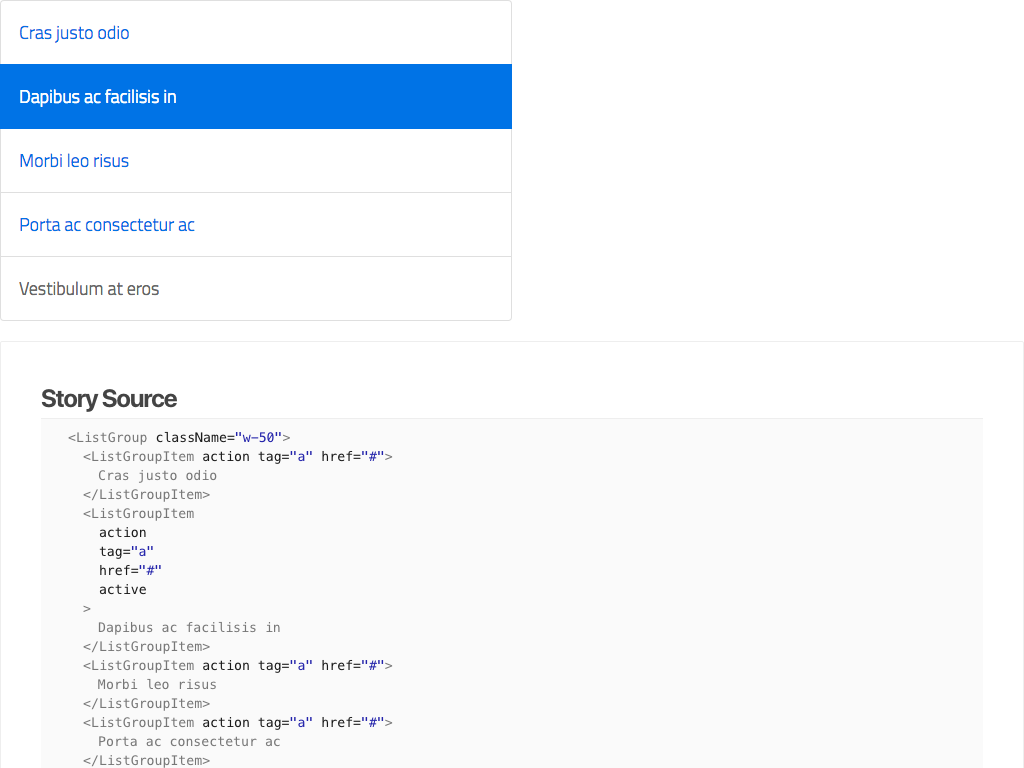 Cras justo odio
Dapibus ac facilisis in
Morbi leo risus
Porta ac consectetur ac
Vestibulum at eros
Story Source
<ListGroup className="w-50">
<ListGroupItem action tag="a" href="#">
Cras justo odio
</ListGroupItem>
<ListGroupItem
action
tag="a"
href="#"
active
>
Dapibus ac facilisis in
</ListGroupItem>
<ListGroupItem action tag="a" href="#">
Morbi leo risus
</ListGroupItem>
<ListGroupItem action tag="a" href="#">
Porta ac consectetur ac
</ListGroupItem>